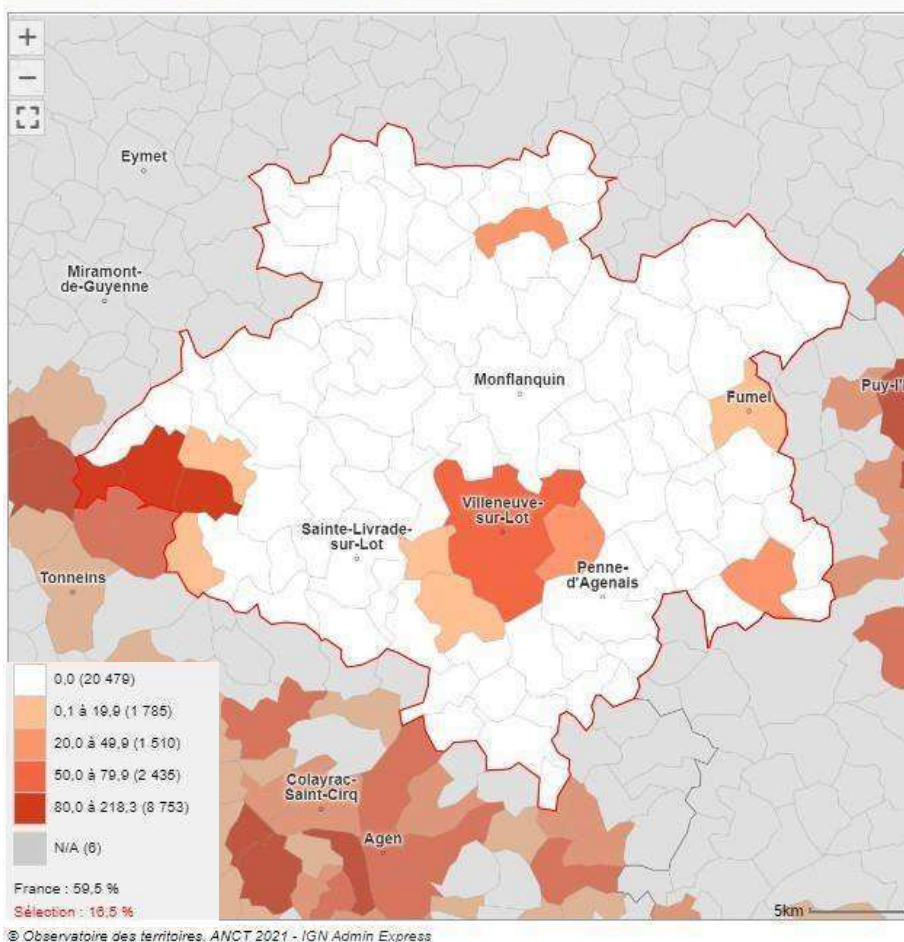 +
−
Eymet
Miramont-
de-Guyenne
Monflanquin
Fumel
Puy-l'
Villeneuve-
sur-Lot
Sainte-Livrade-
sur-Lot
Penne-
d'Agenais
Tonneins
0,0 (20 479)
0,1 à 19,9 (1 785)
20,0 à 49,9 (1 510)
50,0 à 79,9 (2 435)
80,0 à 218,3 (8 753)
N/A (6)
Colayrac-
Saint-Cirq
Agen
France : 59,5 %
Sélection : 16,5 %
5km
© Observatoire des territoires, ANCT 2021 - IGN Admin Express